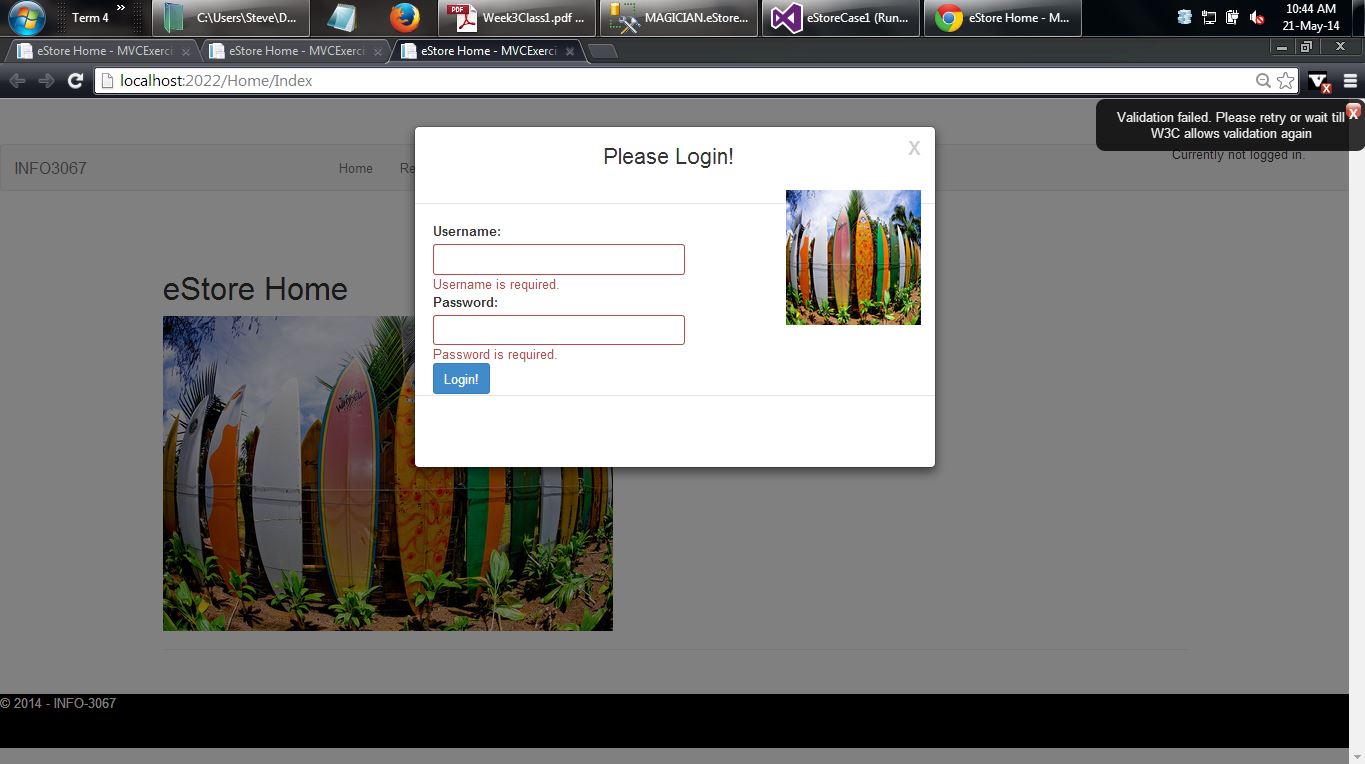 Term 4 »
C:\Users\Steve\D...
Week3Class1.pdf ...
MAGICIAN.eStore...
eStoreCase1 (Run...
eStore Home - M...
10:44 AM
21-May-14
eStore Home - MVCExerci
eStore Home - MVCExerci
eStore Home - MVCExerci
localhost:2022/Home/Index
Validation failed. Please retry or wait till
W3C allows validation again
X
Currently not logged in.
INFO3067
Home
Re
Please Login!
X
Username:
Username is required.
Password:
Password is required.
Login!
eStore Home
© 2014 - INFO-3067